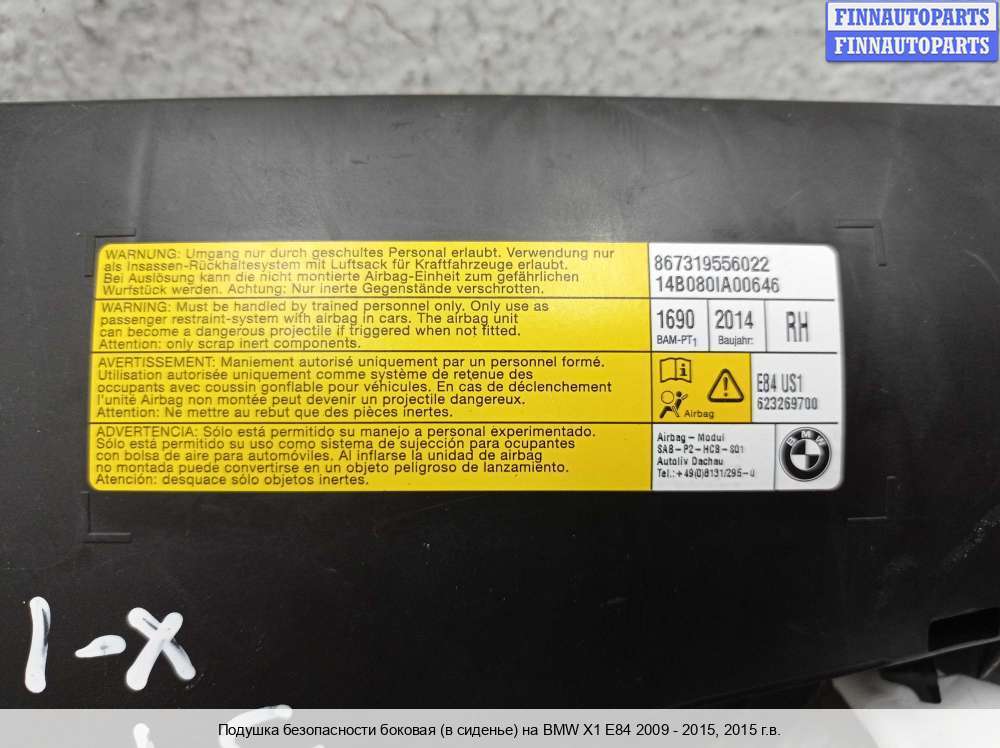 FINNAUTOPARTS
FINNAUTOPARTS
WARNUNG: Umgang nur durch geschultes Personal erlaubt. Verwendung nur
als Insassen-Rückhaltesystem mit Luftsack für Kraftfahrzeuge erlaubt.
Bei Auslösung kann die nicht montierte Airbag-Einheit zum gefährlichen
Wurfstück werden. Achtung: Nur inerte Gegenstände verschrotten.
WARNING: Must be handled by trained personnel only. Only use as
passenger restraint-system with airbag in cars. The airbag unit
can become a dangerous projectile if triggered when not fitted.
Attention: only scrap inert components.
AVERTISSEMENT: Maniement autorisé uniquement par un personnel formé.
Utilisation autorisée uniquement comme système de retenue des
occupants avec coussin gonflable pour véhicules. En cas de déclenchement
l'unité Airbag non montée peut devenir un projectile dangereux.
Attention: Ne mettre au rebut que des pièces inertes.
ADVERTENCIA: Sólo está permitido su manejo a personal experimentado.
Sólo está permitido su uso como sistema de sujección para ocupantes
con bolsa de aire para automóviles. Al inflarse la unidad de airbag
no montada puede convertirse en un objeto peligroso de lanzamiento.
Atención: desguace sólo objetos inertes.
867319556022
14B080IA00646
1690
BAM-PT1
2014
Baujahr:
RH
Airbag
E84 US1
623269700
Airbag - Modul
SAB-P2-HCB-S01
Autoliv Dachau
Tel.: +49(0)8131/295-0
BMW
1-X
Подушка безопасности боковая (в сиденье) на BMW X1 E84 2009 - 2015, 2015 г.в.